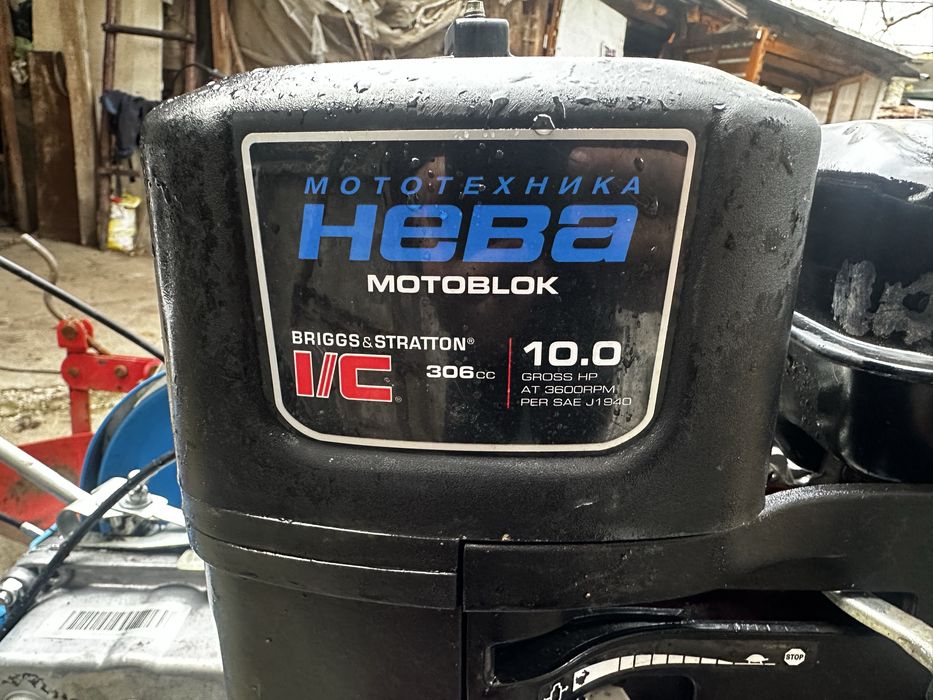 МОТОТЕХНИКА
Нева
MOTOBLOK
BRIGGS & STRATTON®
I/C®
306cc
10.0
GROSS HP
AT 3600RPM
PER SAE J1940
STOP